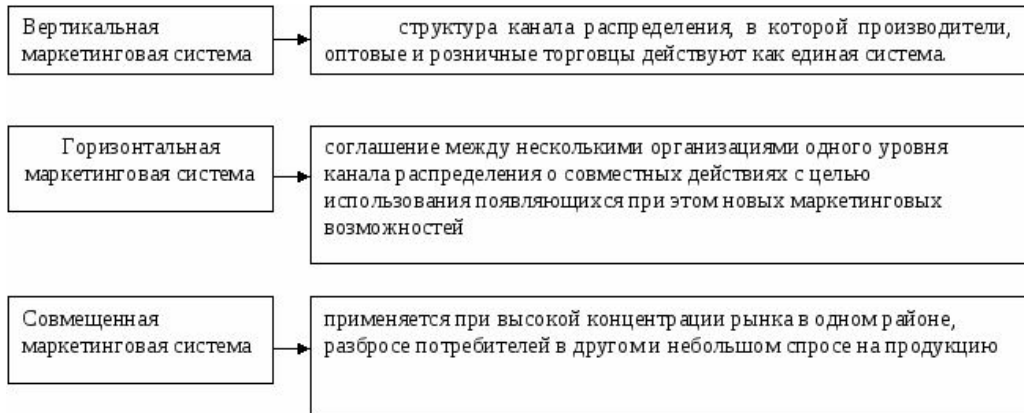 Вертикальная
маркетинговая система
структура канала распределения, в которой производители,
оптовые и розничные торговцы действуют как единая система.
Горизонтальная
маркетинговая система
соглашение между несколькими организациями одного уровня
канала распределения о совместных действиях с целью
использования появляющихся при этом новых маркетинговых
возможностей
Совмещенная
маркетинговая система
применяется при высокой концентрации рынка в одном районе,
разбросе потребителей в другом и небольшом спросе на продукцию